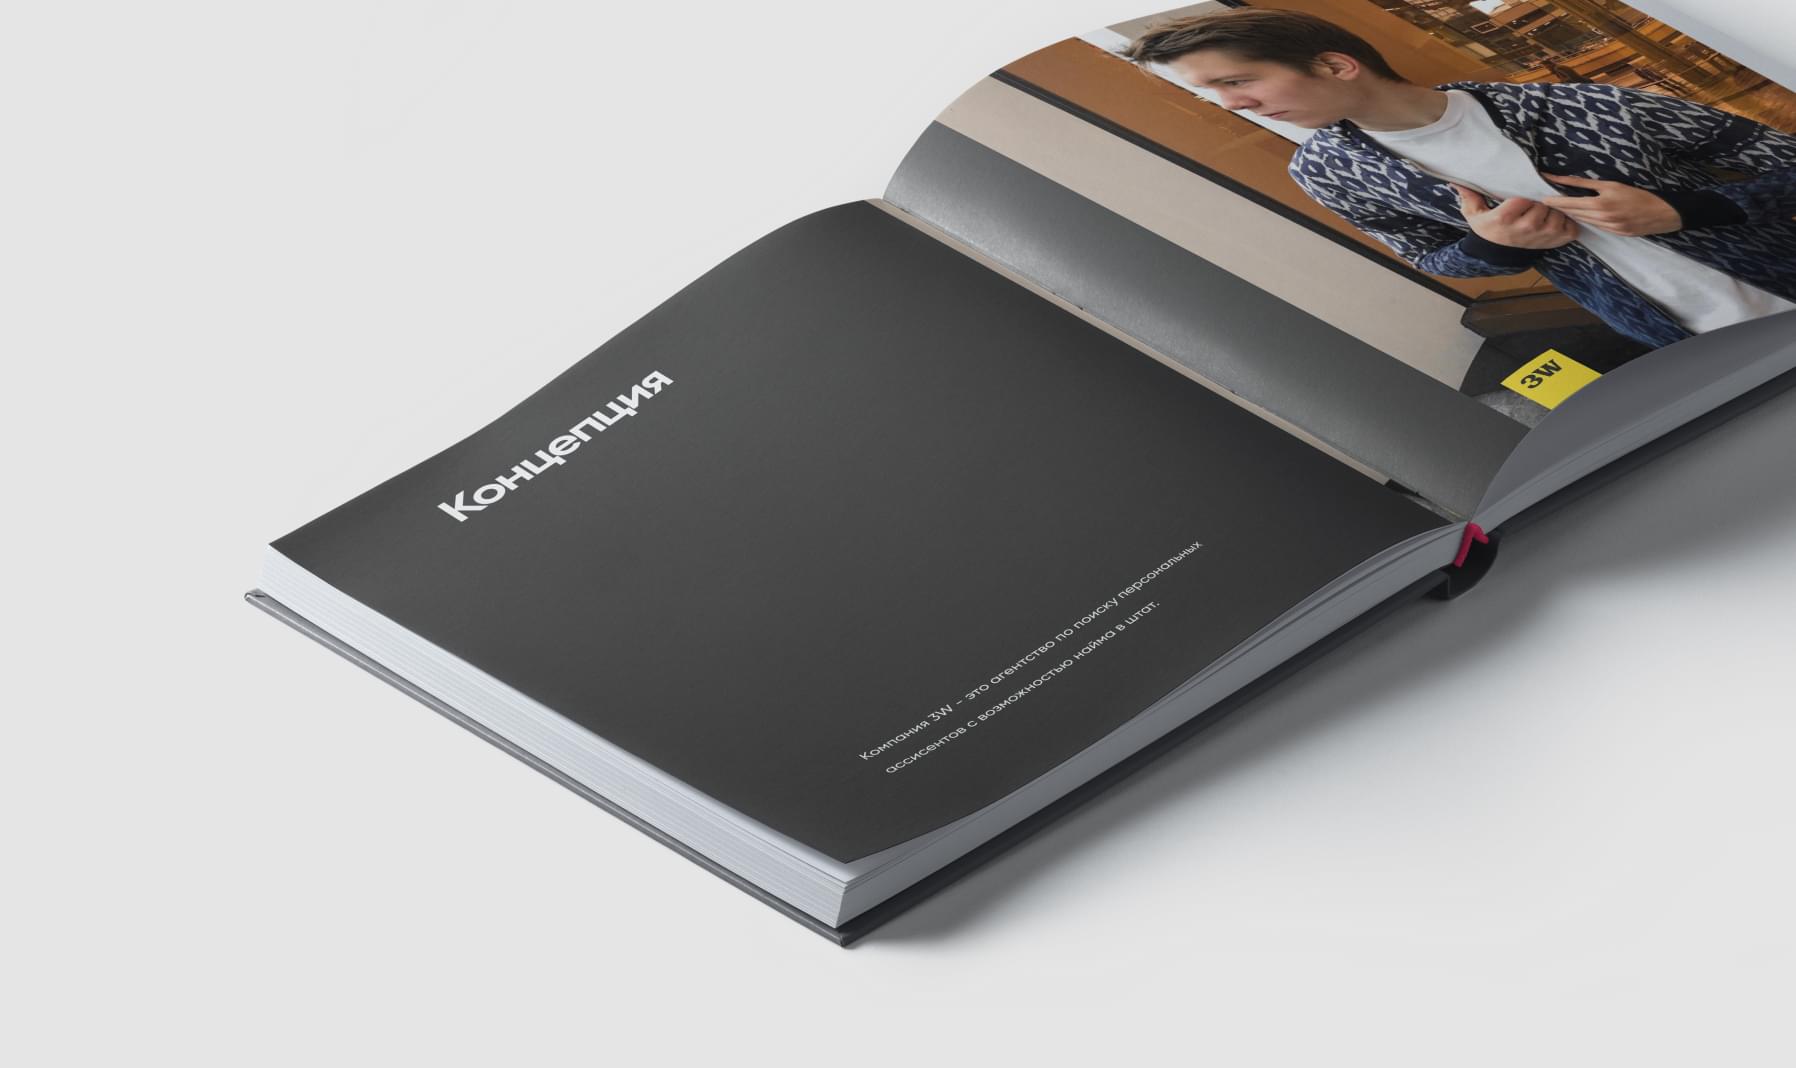 Концепция
Компания 3W – это агентство по поиску персональных
ассисентов с возможностью найма в штат.
3W